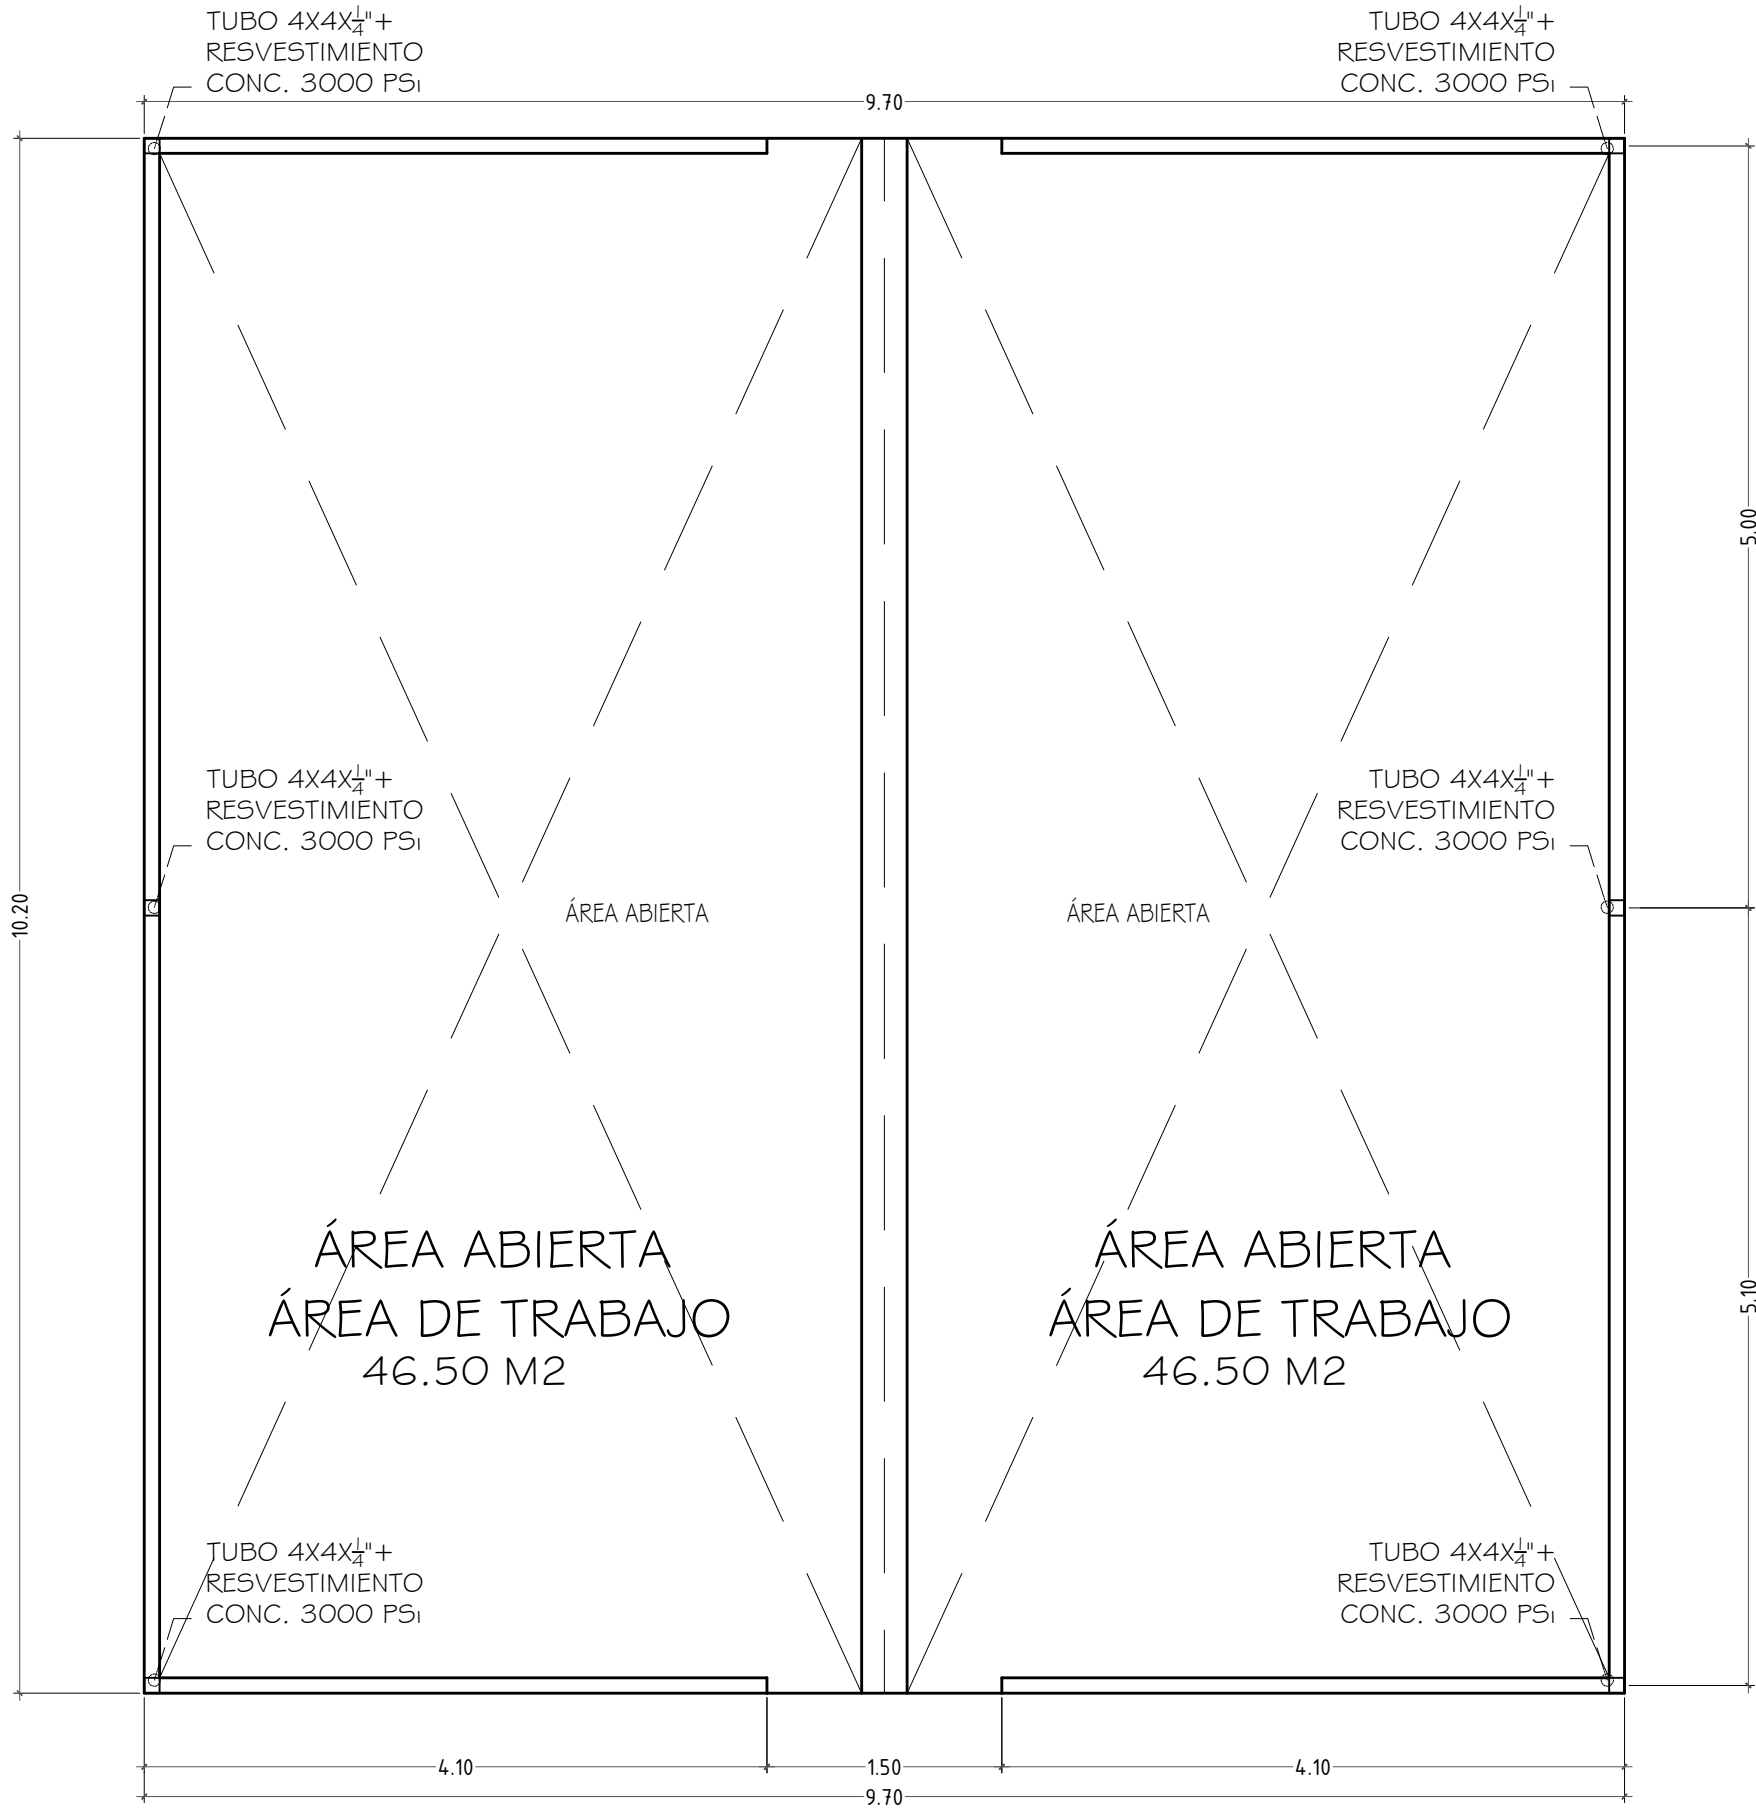 TUBO 4X4X1/4"+
RESVESTIMIENTO
CONC. 3000 PSI
TUBO 4X4X1/4"+
RESVESTIMIENTO
CONC. 3000 PSI
9.70
5.00
TUBO 4X4X1/4"+
RESVESTIMIENTO
CONC. 3000 PSI
TUBO 4X4X1/4"+
RESVESTIMIENTO
CONC. 3000 PSI
10.20
ÁREA ABIERTA
ÁREA ABIERTA
ÁREA ABIERTA
ÁREA DE TRABAJO
46.50 M2
ÁREA ABIERTA
ÁREA DE TRABAJO
46.50 M2
5.10
TUBO 4X4X1/4"+
RESVESTIMIENTO
CONC. 3000 PSI
TUBO 4X4X1/4"+
RESVESTIMIENTO
CONC. 3000 PSI
4.10
1.50
4.10
9.70